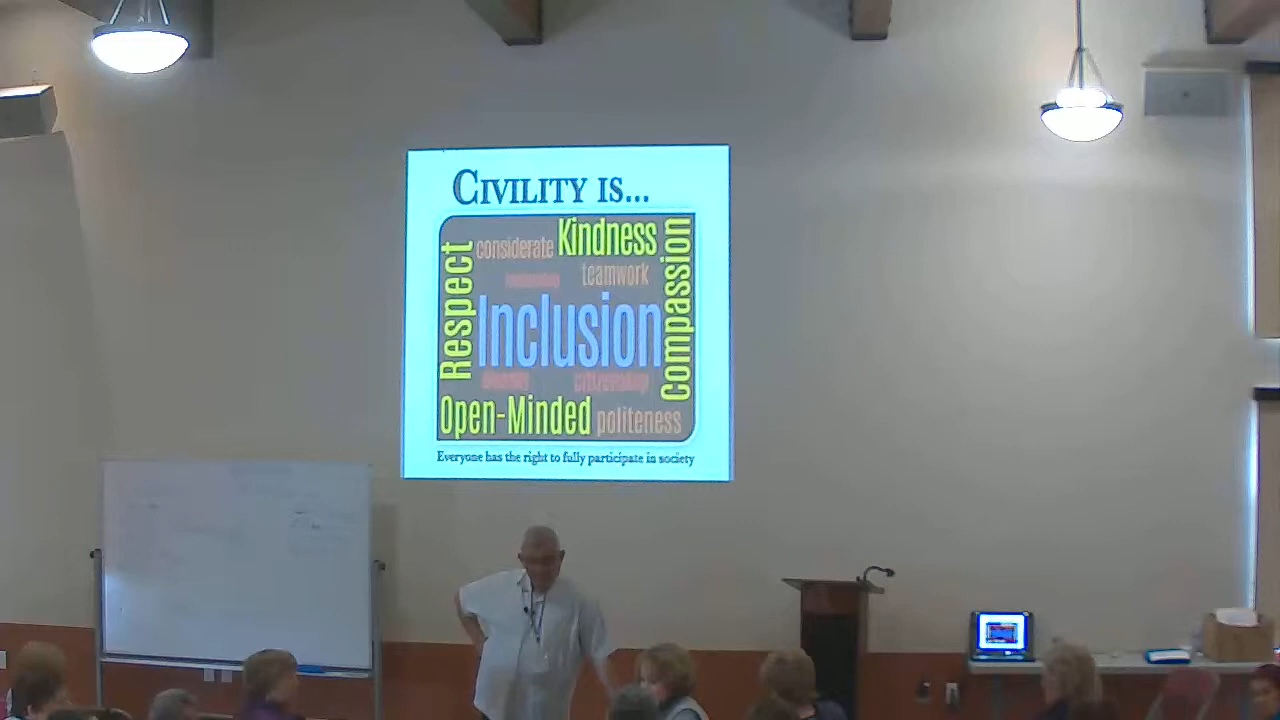 CIVILITY IS...
considerate
Kindness
Respect
teamwork
Compassion
Inclusion
citizenship
Open-Minded
politeness
Everyone has the right to fully participate in society